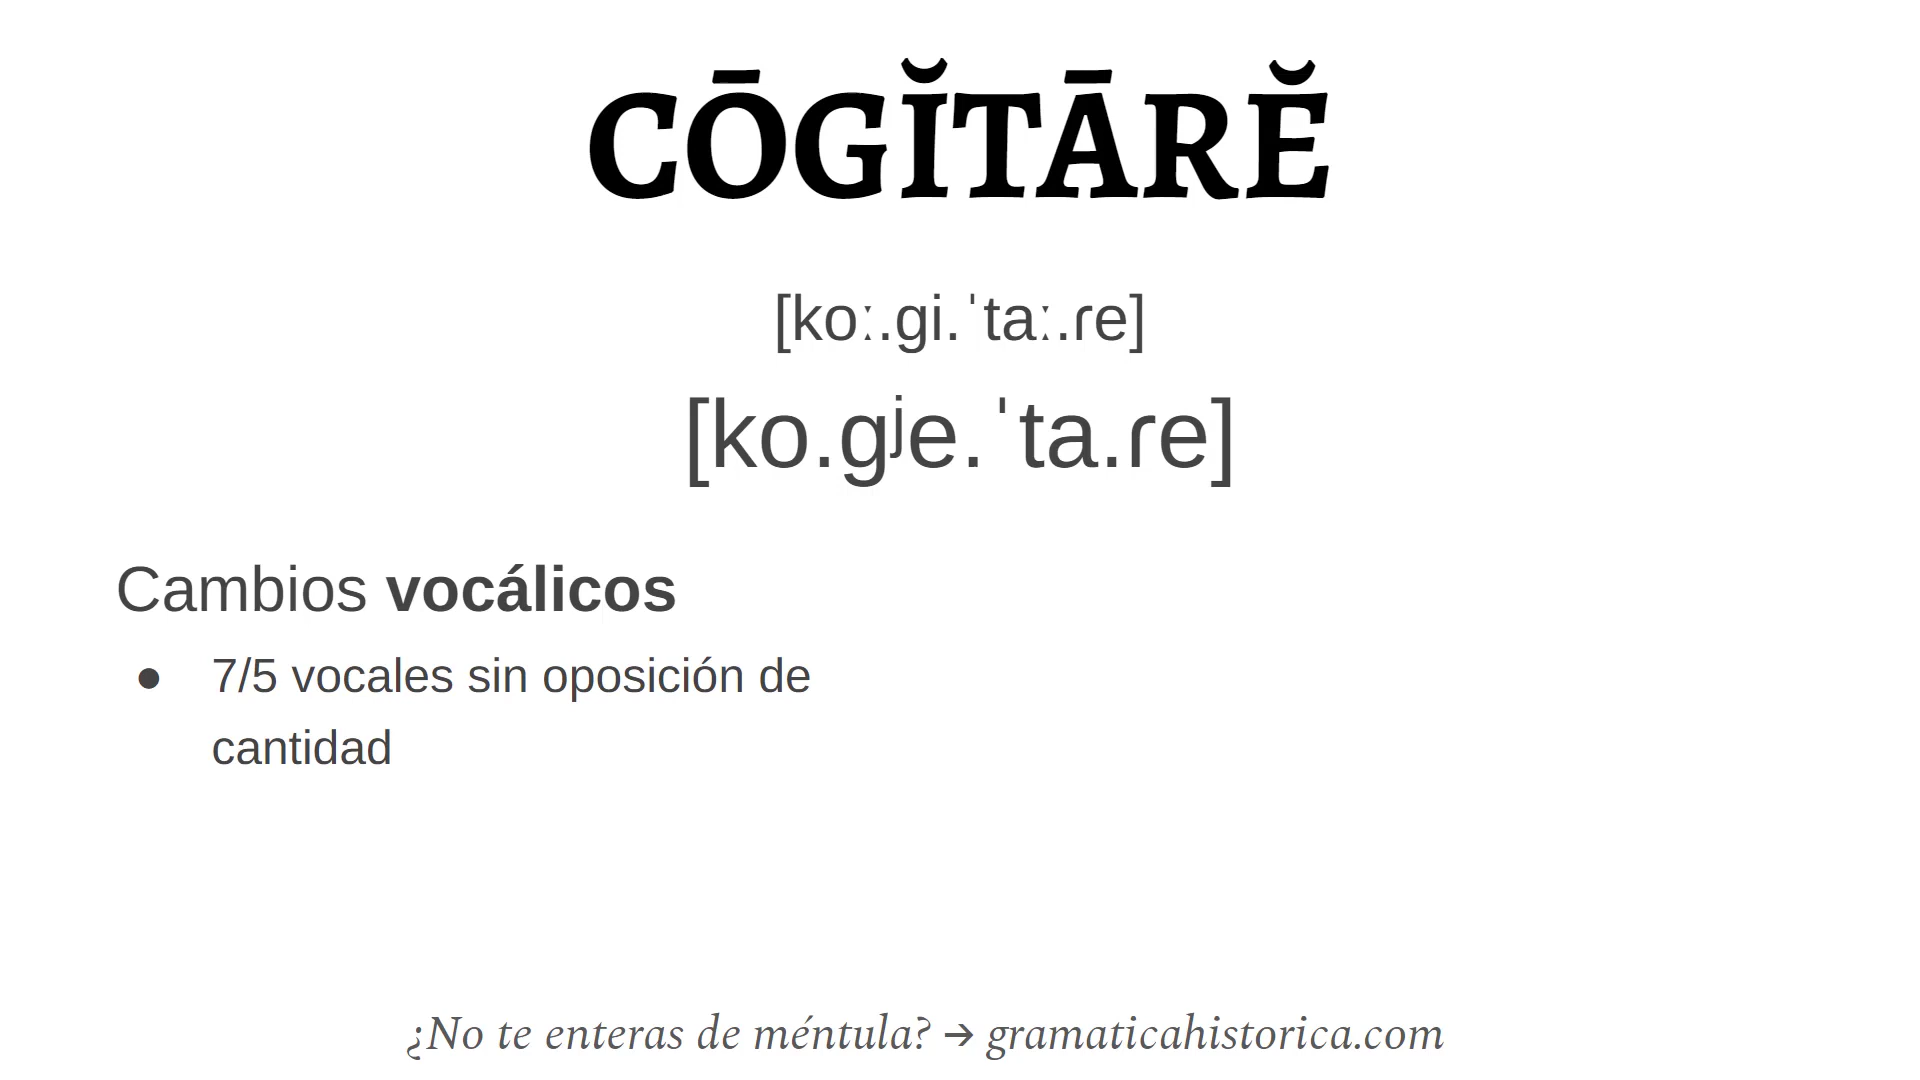 CŌGĬTĀRĔ
[koː.gi.ˈtaː.ɾe]
[ko.gʲe.ˈta.ɾe]
Cambios vocálicos
● 7/5 vocales sin oposición de
cantidad
¿No te enteras de méntula? → gramaticahistorica.com